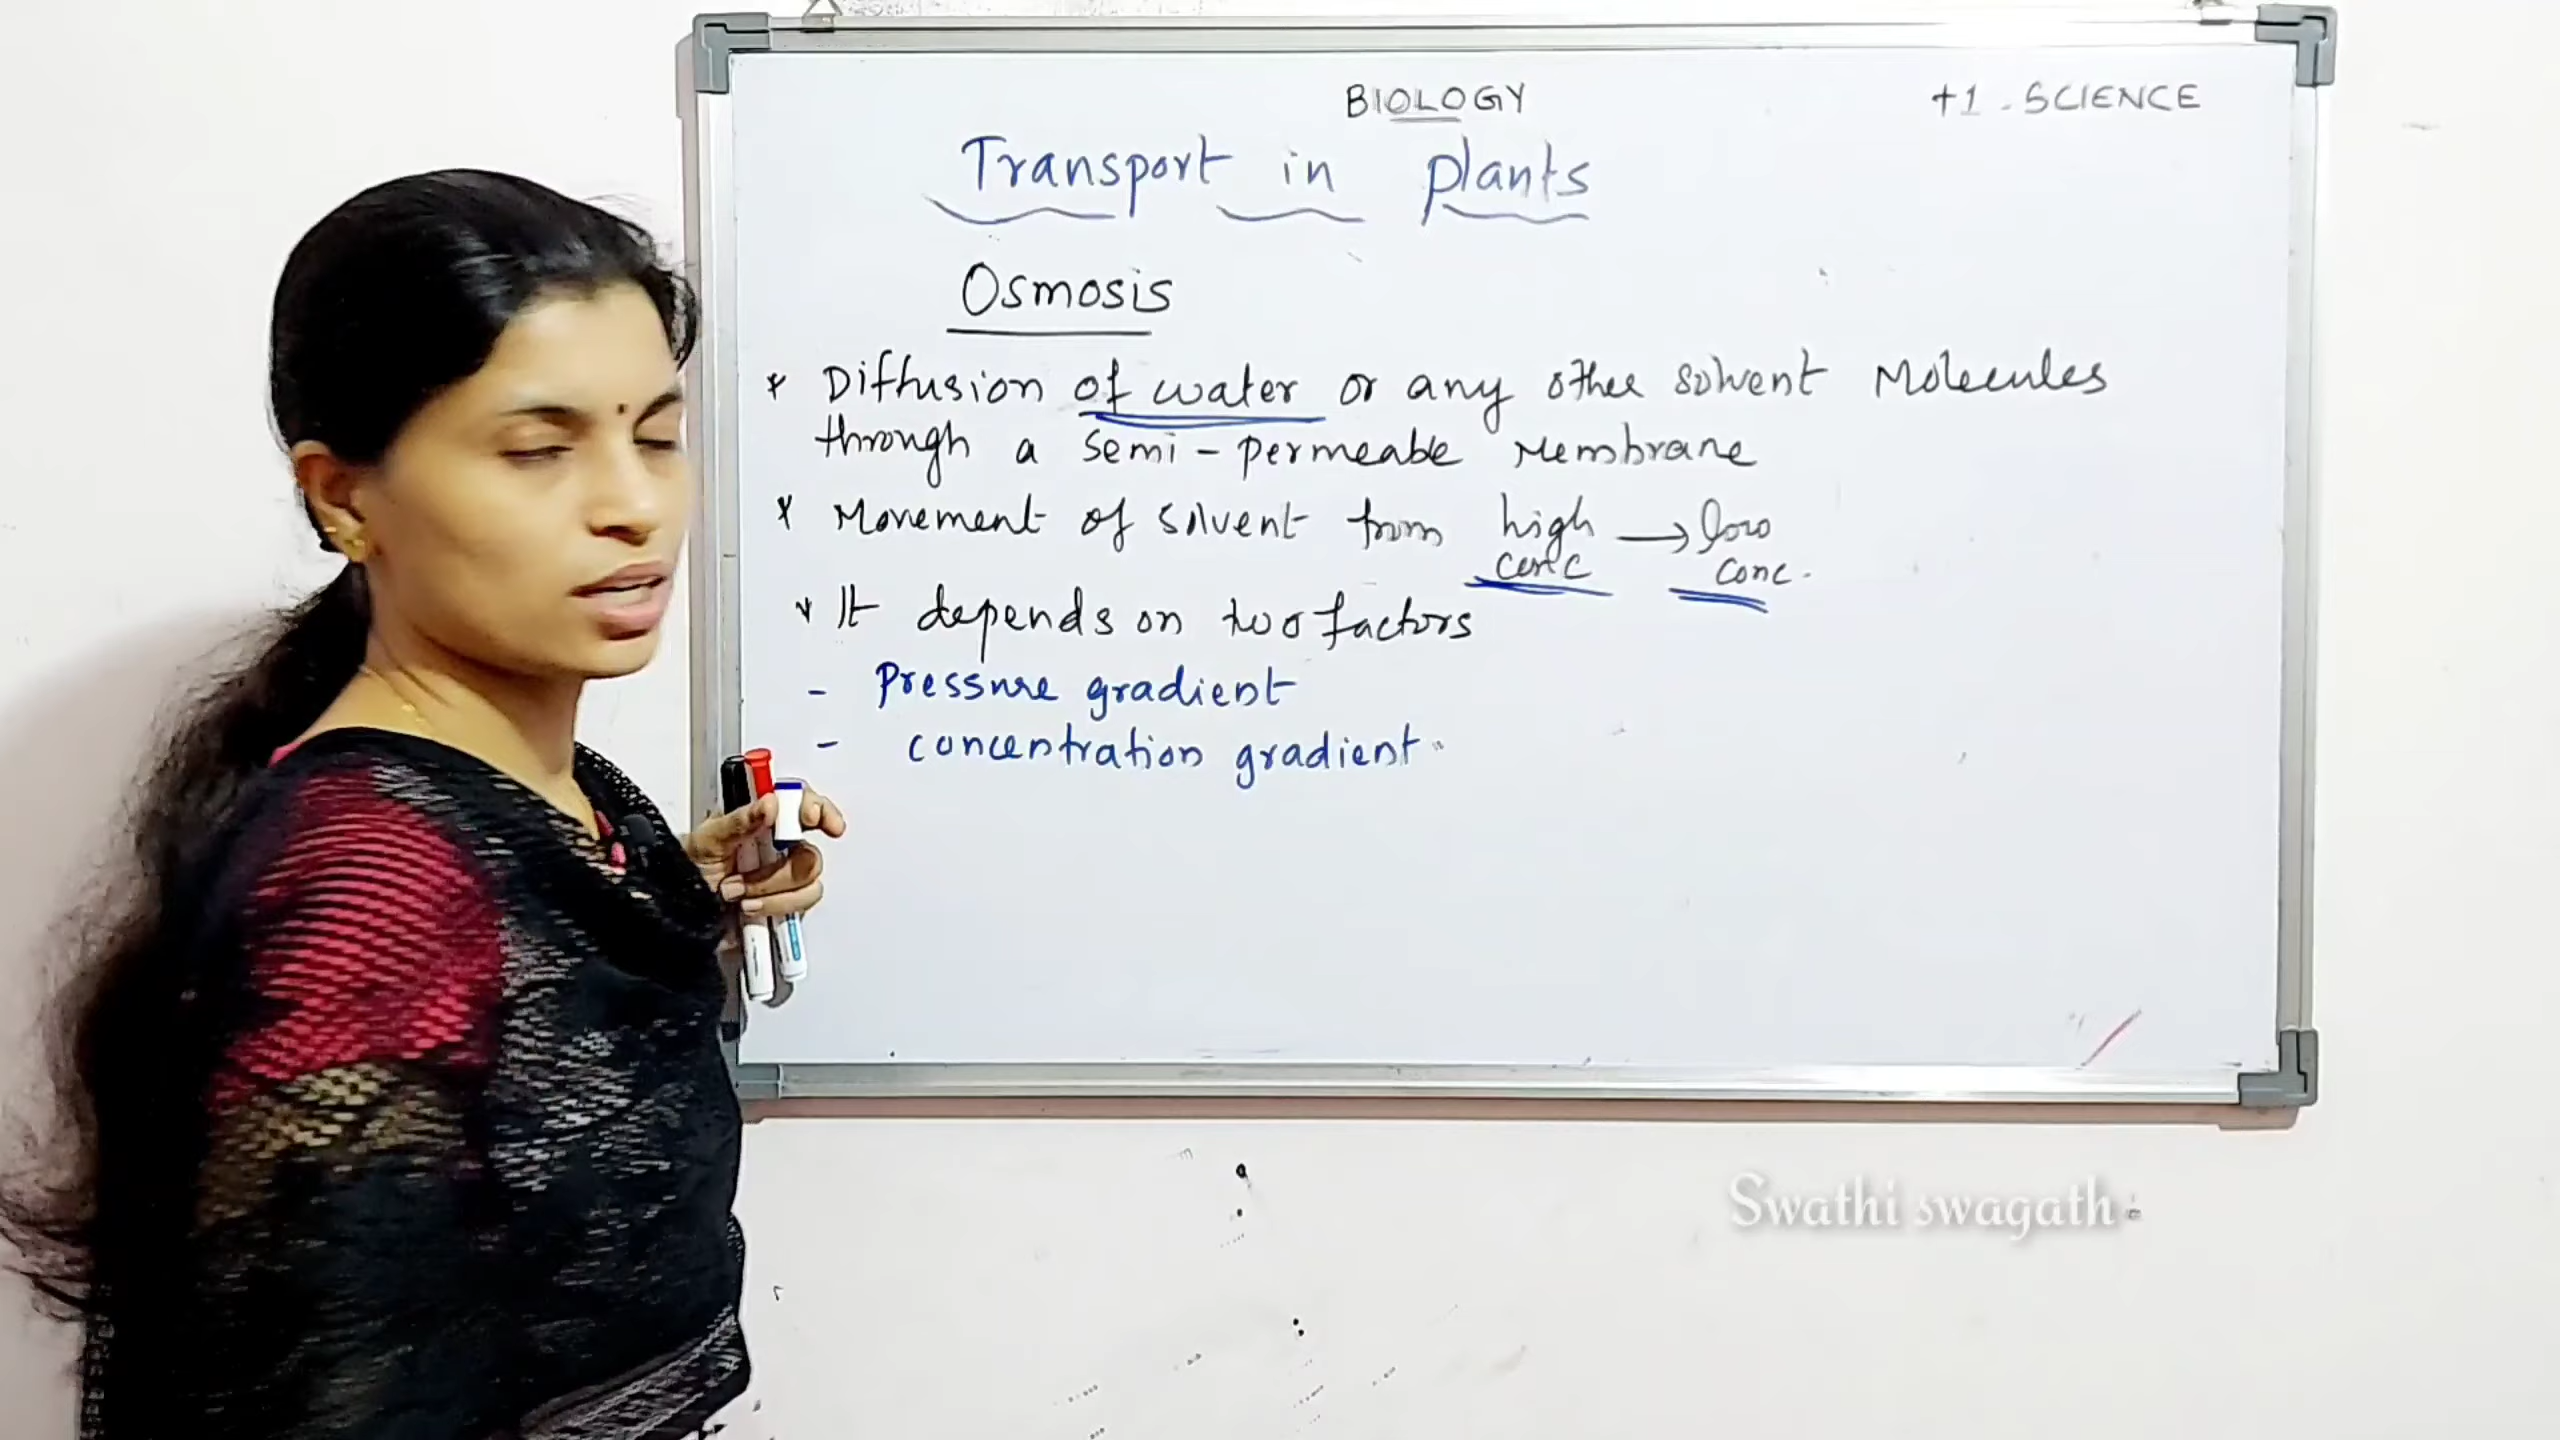 BIOLOGY
+1 - SCIENCE
Transport in plants
Osmosis
* Diffusion of water or any other solvent Molecules
through a semi-permeable Membrane
* Movement of solvent from high → low
conc conc.
* It depends on two factors
- Pressure gradient
- concentration gradient.
Swathi swagath